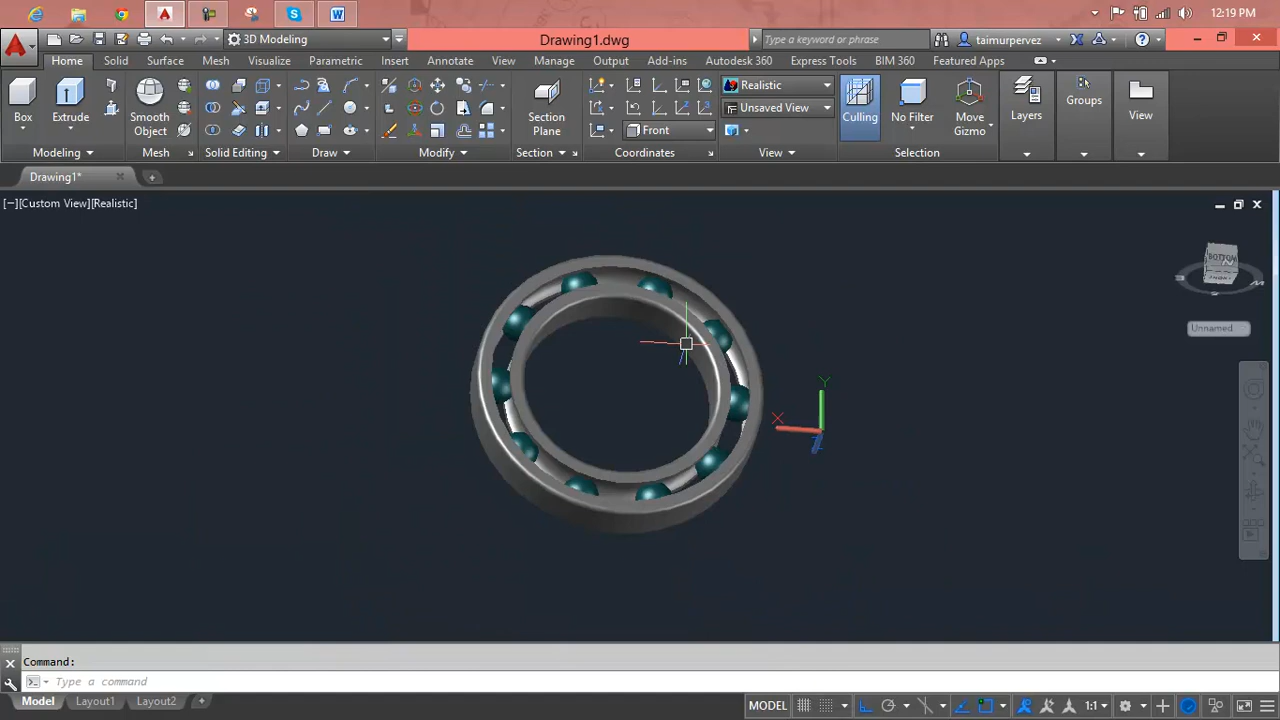 12:19 PM
3D Modeling
Drawing1.dwg
Type a keyword or phrase
taimurpervez
Home Solid Surface Mesh Visualize Parametric Insert Annotate View Manage Output Add-ins Autodesk 360 Express Tools BIM 360 Featured Apps
Box
Extrude
Smooth
Object
Section
Plane
Realistic
Unsaved View
Front
Culling
No Filter
Move
Gizmo
Layers
Groups
View
Modeling Mesh Solid Editing Draw Modify Section Coordinates View Selection
Drawing1*
[−][Custom View][Realistic]
BOTTOM
Unnamed
Y
X
Z
Command:
Type a command
Model Layout1 Layout2
MODEL
1:1